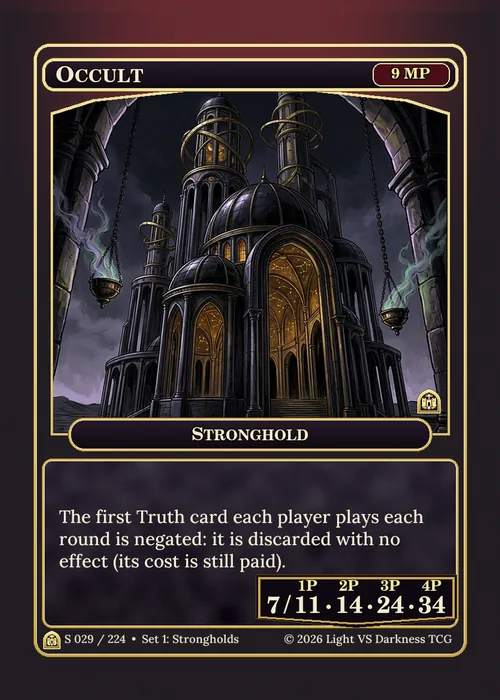 OCCULT
9 MP
STRONGHOLD
The first Truth card each player plays each
round is negated: it is discarded with no
effect (its cost is still paid).
1P 2P 3P 4P
7/11·14·24·34
S 029 / 224 • Set 1: Strongholds
© 2026 Light VS Darkness TCG